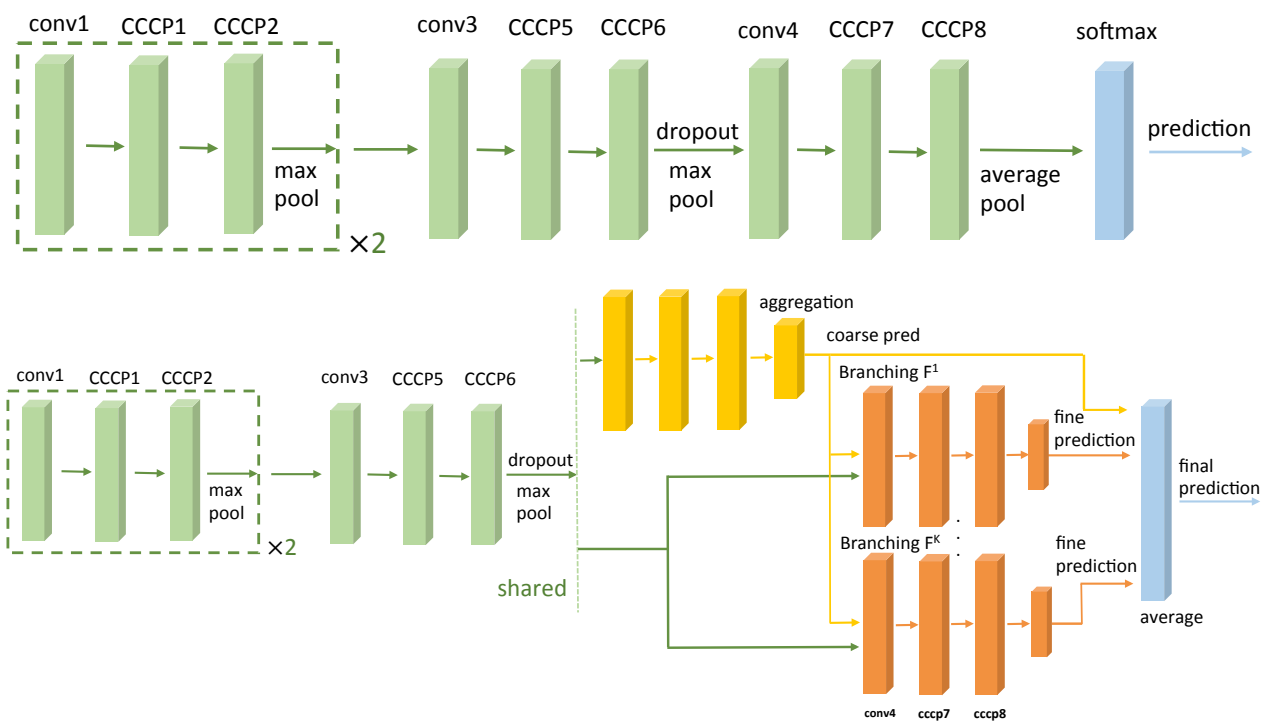 conv1 CCCP1 CCCP2 conv3 CCCP5 CCCP6 conv4 CCCP7 CCCP8 softmax
max
pool
×2
dropout
max
pool
average
pool
prediction
aggregation
coarse pred
conv1 CCCP1 CCCP2 conv3 CCCP5 CCCP6
max
pool
×2
dropout
max
pool
shared
Branching F¹
fine
prediction
Branching Fᴷ
fine
prediction
conv4 cccp7 cccp8
average
final
prediction